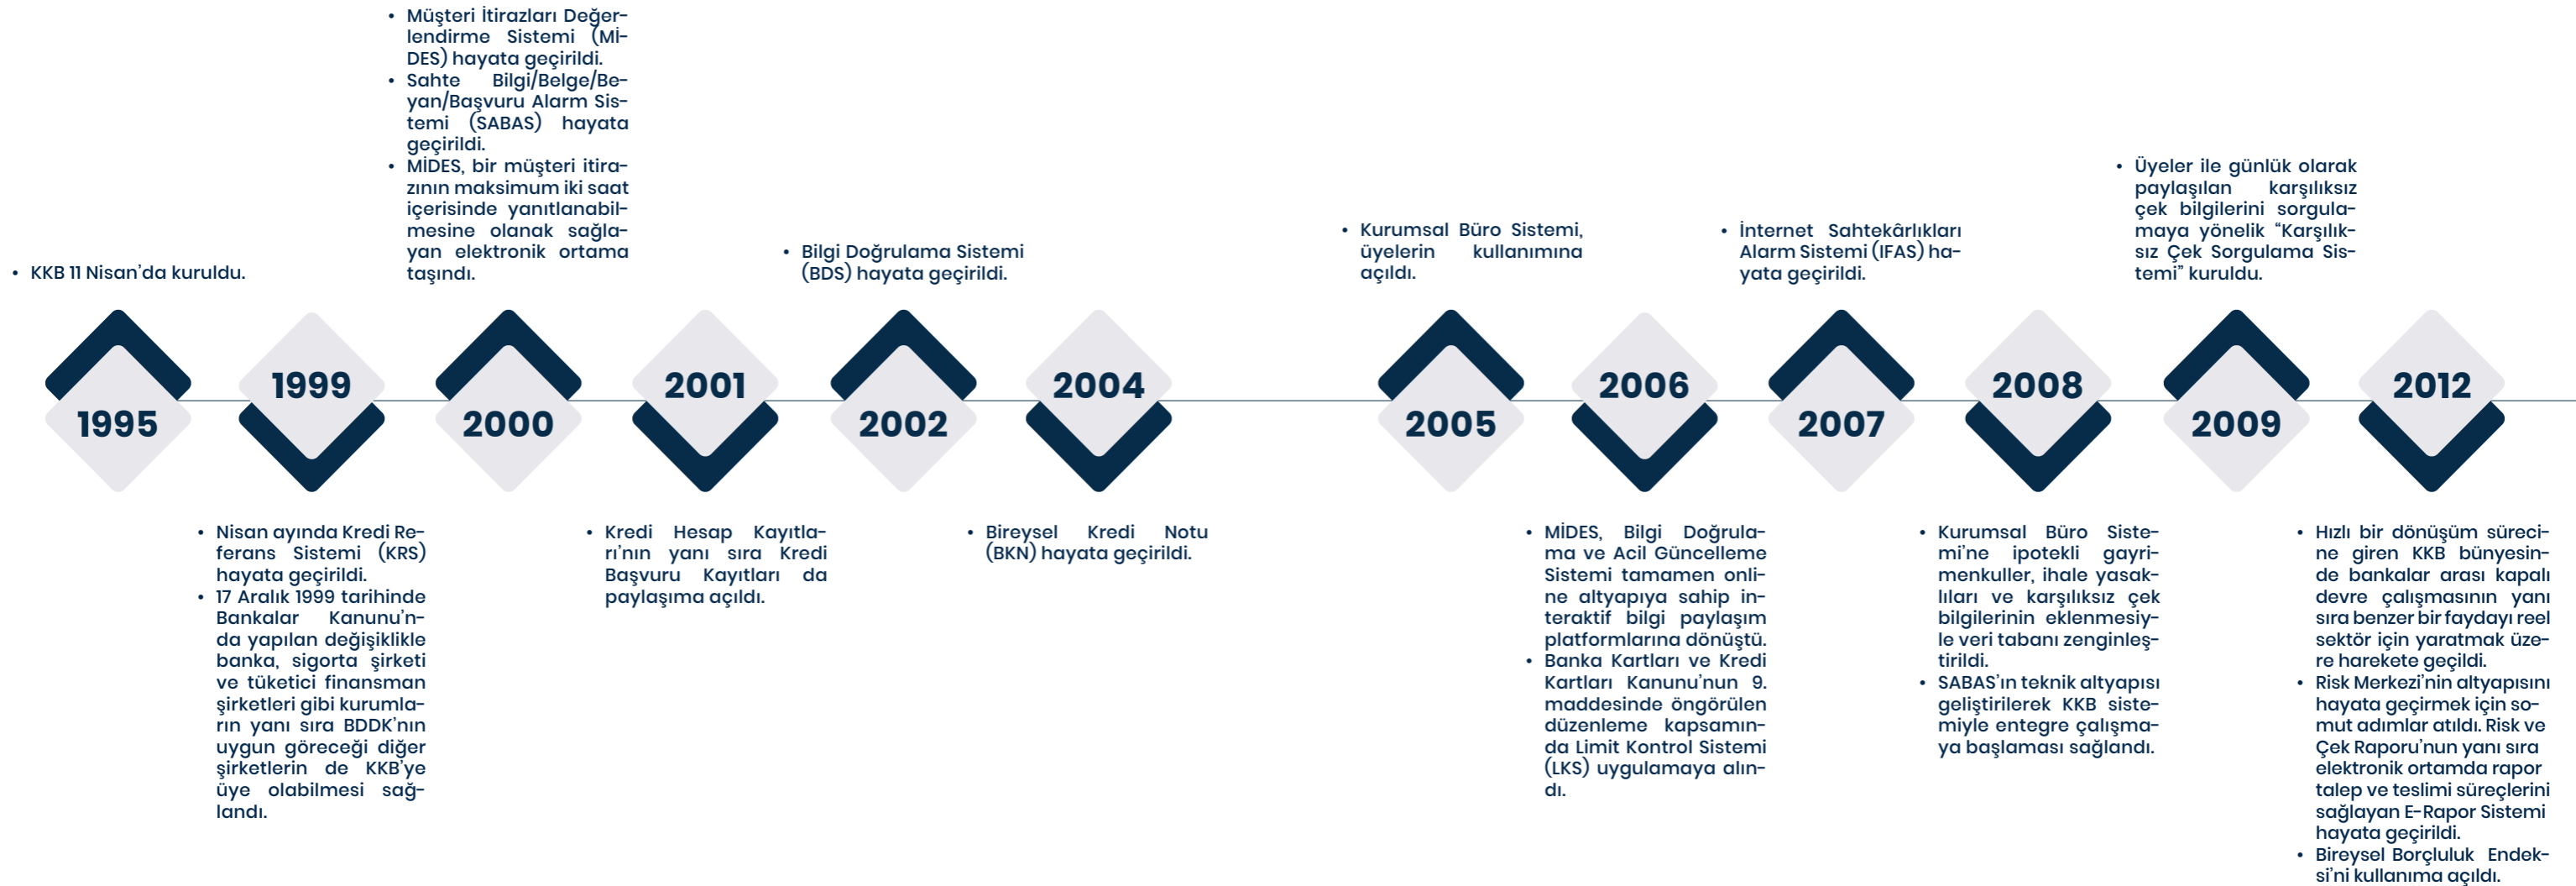 • KKB 11 Nisan’da kuruldu.
1995
1999
• Nisan ayında Kredi Re-
ferans Sistemi (KRS)
hayata geçirildi.
• 17 Aralık 1999 tarihinde
Bankalar Kanunu’n-
da yapılan değişiklikle
banka, sigorta şirketi
ve tüketici finansman
şirketleri gibi kurumla-
rın yanı sıra BDDK’nın
uygun göreceği diğer
şirketlerin de KKB’ye
üye olabilmesi sağ-
landı.
• Müşteri İtirazları Değer-
lendirme Sistemi (Mİ-
DES) hayata geçirildi.
• Sahte Bilgi/Belge/Be-
yan/Başvuru Alarm Sis-
temi (SABAS) hayata
geçirildi.
• MİDES, bir müşteri itira-
zının maksimum iki saat
içerisinde yanıtlanabil-
mesine olanak sağla-
yan elektronik ortama
taşındı.
2000
2001
• Kredi Hesap Kayıtla-
rı’nın yanı sıra Kredi
Başvuru Kayıtları da
paylaşıma açıldı.
• Bilgi Doğrulama Sistemi
(BDS) hayata geçirildi.
2002
2004
• Bireysel Kredi Notu
(BKN) hayata geçirildi.
• Kurumsal Büro Sistemi,
üyelerin kullanımına
açıldı.
2005
2006
• MİDES, Bilgi Doğrula-
ma ve Acil Güncelleme
Sistemi tamamen onli-
ne altyapıya sahip in-
teraktif bilgi paylaşım
platformlarına dönüştü.
• Banka Kartları ve Kredi
Kartları Kanunu’nun 9.
maddesinde öngörülen
düzenleme kapsamın-
da Limit Kontrol Sistemi
(LKS) uygulamaya alın-
dı.
• İnternet Sahtekârlıkları
Alarm Sistemi (IFAS) ha-
yata geçirildi.
2007
2008
• Kurumsal Büro Siste-
mi’ne ipotekli gayri-
menkuller, ihale yasak-
lıları ve karşılıksız çek
bilgilerinin eklenmesiy-
le veri tabanı zenginleş-
tirildi.
• SABAS’ın teknik altyapısı
geliştirilerek KKB siste-
miyle entegre çalışma-
ya başlaması sağlandı.
• Üyeler ile günlük olarak
paylaşılan karşılıksız
çek bilgilerini sorgula-
maya yönelik “Karşılık-
sız Çek Sorgulama Sis-
temi” kuruldu.
2009
2012
• Hızlı bir dönüşüm süreci-
ne giren KKB bünyesin-
de bankalar arası kapalı
devre çalışmasının yanı
sıra benzer bir faydayı reel
sektör için yaratmak üze-
re harekete geçildi.
• Risk Merkezi’nin altyapısını
hayata geçirmek için so-
mut adımlar atıldı. Risk ve
Çek Raporu’nun yanı sıra
elektronik ortamda rapor
talep ve teslimi süreçlerini
sağlayan E-Rapor Sistemi
hayata geçirildi.
• Bireysel Borçluluk Endek-
si’ni kullanıma açıldı.